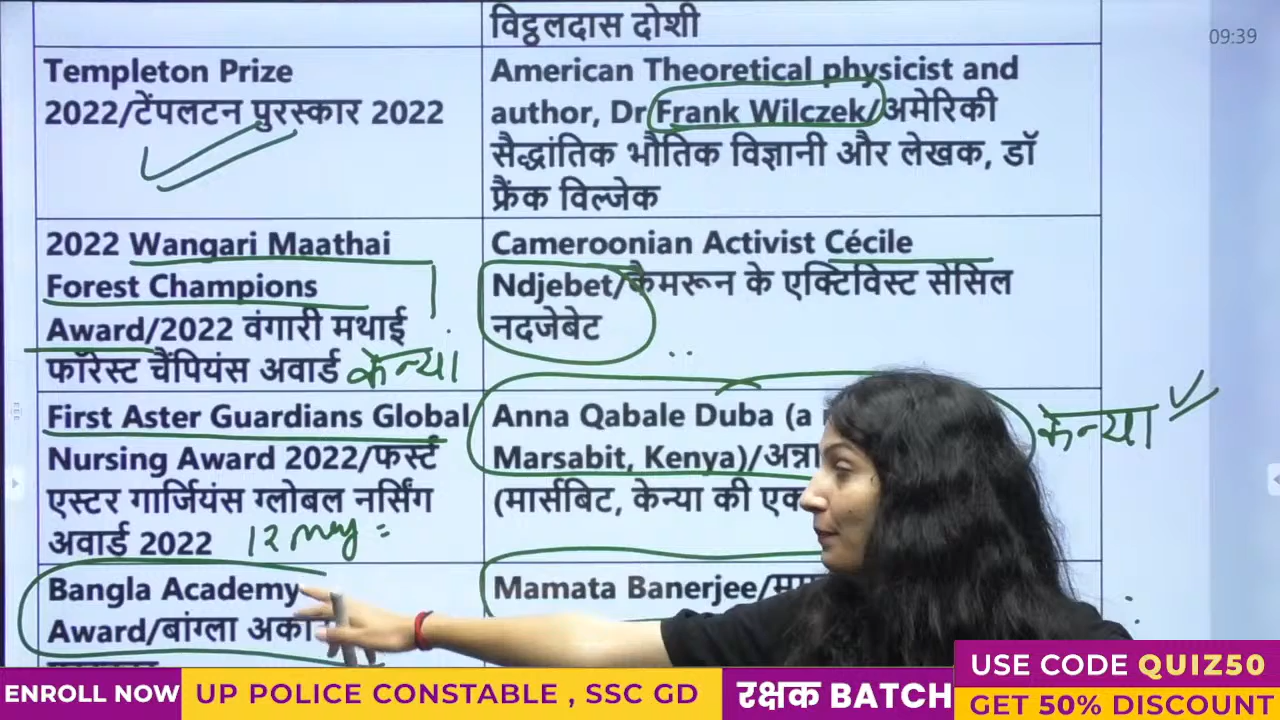 विट्ठलदास दोशी
09:39
Templeton Prize
2022/टेंपलटन पुरस्कार 2022
American Theoretical physicist and
author, Dr Frank Wilczek/अमेरिकी
सैद्धांतिक भौतिक विज्ञानी और लेखक, डॉ
फ्रैंक विल्जेक
2022 Wangari Maathai
Forest Champions
Award/2022 वंगारी मथाई
फॉरेस्ट चैंपियंस अवार्ड केन्या
Cameroonian Activist Cécile
Ndjebet/कैमरून के एक्टिविस्ट सेसिल
नदजेबेट
First Aster Guardians Global
Nursing Award 2022/फर्स्ट
एस्टर गार्जियंस ग्लोबल नर्सिंग
अवार्ड 2022 12 may
Anna Qabale Duba (a
Marsabit, Kenya)/अन्ना
(मार्सबिट, केन्या की एक
केन्या
Bangla Academy
Award/बांग्ला
Mamata Banerjee/
ENROLL NOW
UP POLICE CONSTABLE , SSC GD
रक्षक BATCH
USE CODE QUIZ50
GET 50% DISCOUNT